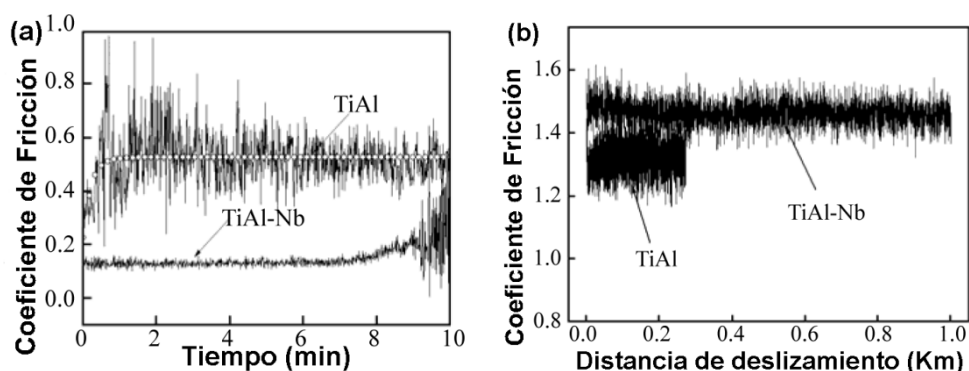 (a)
Coeficiente de Fricción
1.0
0.8
0.6
0.4
0.2
0.0
TiAl
TiAl-Nb
0 2 4 6 8 10
Tiempo (min)
(b)
Coeficiente de Fricción
1.6
1.4
1.2
1.0
0.8
TiAl
TiAl-Nb
0.0 0.2 0.4 0.6 0.8 1.0
Distancia de deslizamiento (Km)